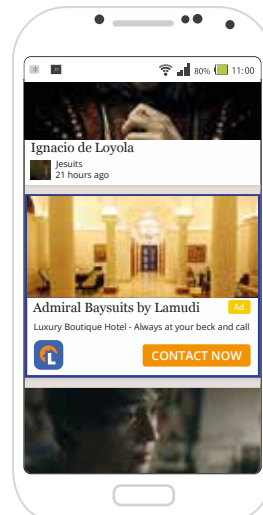 80% 11:00
Ignacio de Loyola
Jesuits
21 hours ago
Admiral Baysuits by Lamudi Ad
Luxury Boutique Hotel - Always at your beck and call
L CONTACT NOW